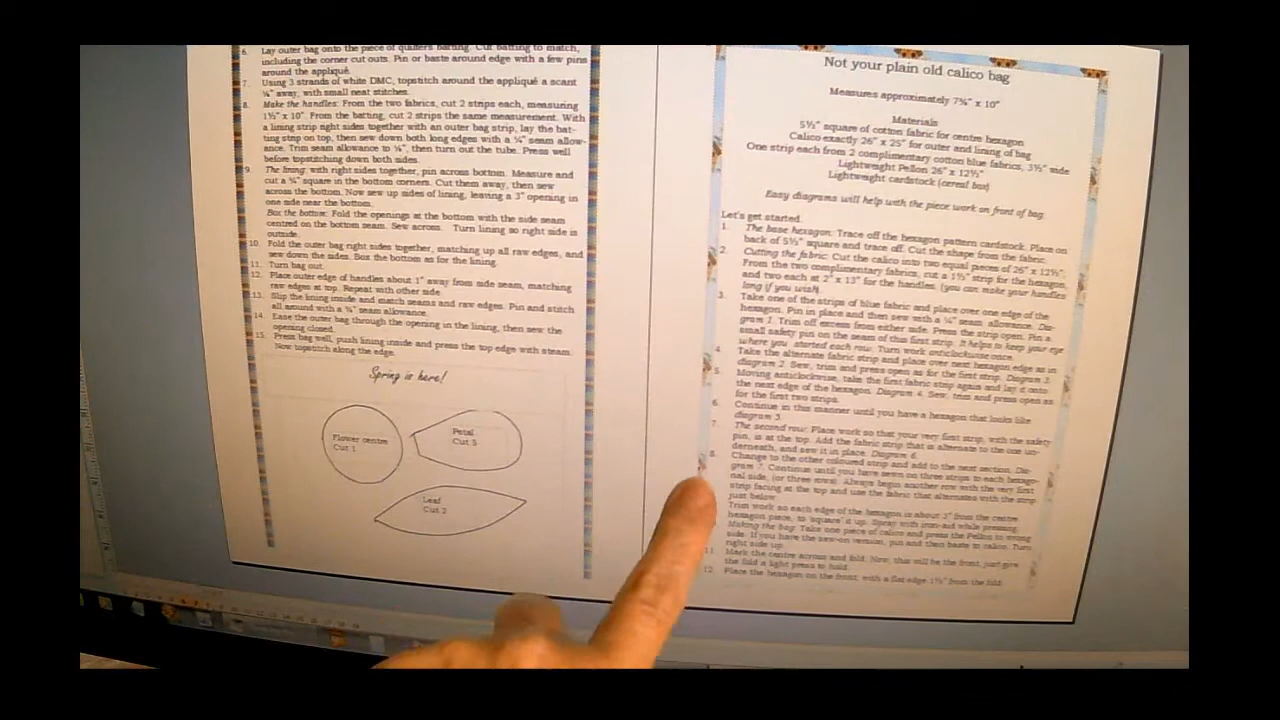 6. Lay outer bag onto the piece of quilters batting. Cut batting to match,
including the corner cut outs. Pin or baste around edge with a few pins
around the appliqué.
7. Using 3 strands of white DMC, topstitch around the appliqué a scant
¼" away, with small neat stitches.
8. Make the handles: From the two fabrics, cut 2 strips each, measuring
1½" x 10". From the batting, cut 2 strips the same measurement. With
a lining strip right sides together with an outer bag strip, lay the bat-
ting strip on top, then sew down both long edges with a ¼" seam allow-
ance. Trim seam allowance to ⅛", then turn out the tube. Press well
before topstitching down both sides.
9. The lining: with right sides together, pin across bottom. Measure and
cut a ¾" square in the bottom corners. Cut them away, then sew
across the bottom. Now sew up sides of lining, leaving a 3" opening in
one side near the bottom.
Box the bottom: Fold the openings at the bottom with the side seam
centred on the bottom seam. Sew across. Turn lining so right side is
outside.
10. Fold the outer bag right sides together, matching up all raw edges, and
sew down the sides. Box the bottom as for the lining.
11. Turn bag out.
12. Place outer edge of handles about 1" away from side seam, matching
raw edges at top. Repeat with other side.
13. Slip the lining inside and match seams and raw edges. Pin and stitch
all around with a ¼" seam allowance.
14. Ease the outer bag through the opening in the lining, then sew the
opening closed.
15. Press bag well, push lining inside and press the top edge with steam.
Now topstitch along the edge.
Spring is here!
Flower centre
Cut 1
Petal
Cut 5
Leaf
Cut 2
Not your plain old calico bag
Measures approximately 7¾" x 10"
Materials
5½" square of cotton fabric for centre hexagon
Calico exactly 26" x 25" for outer and lining of bag
One strip each from 2 complimentary cotton blue fabrics, 3½" wide
Lightweight Pellon 26" x 12½"
Lightweight cardstock (cereal box)
Easy diagrams will help with the piece work on front of bag.
Let's get started.
1. The base hexagon: Trace off the hexagon pattern cardstock. Place on
back of 5½" square and trace off. Cut the shape from the fabric.
2. Cutting the fabric: Cut the calico into two equal pieces of 26" x 12½".
From the two complimentary fabrics, cut a 1½" strip for the hexagon,
and two each at 2" x 13" for the handles. (you can make your handles
long if you wish.
3. Take one of the strips of blue fabric and place over one edge of the
hexagon. Pin in place and then sew with a ¼" seam allowance. Dia-
gram 1. Trim off excess from either side. Press the strip open. Pin a
small safety pin on the seam of this first strip. It helps to keep your eye
where you started each row. Turn work anticlockwise once.
4. Take the alternate fabric strip and place over next hexagon edge as in
diagram 2. Sew, trim and press open as for the first strip. Diagram 3.
5. Moving anticlockwise, take the first fabric strip again and lay it onto
the next edge of the hexagon. Diagram 4. Sew, trim and press open as
for the first two strips.
6. Continue in this manner until you have a hexagon that looks like
diagram 5.
7. The second row: Place work so that your very first strip, with the safety
pin, is at the top. Add the fabric strip that is alternate to the one un-
derneath, and sew it in place. Diagram 6.
8. Change to the other coloured strip and add to the next section. Dia-
gram 7. Continue until you have sewn on three strips to each hexago-
nal side, (or three rows). Always begin another row with the very first
strip facing at the top and use the fabric that alternates with the strip
just below.
Trim work so each edge of the hexagon is about 3" from the centre
hexagon piece, to 'square' it up. Spray with iron-aid while pressing.
Making the bag: Take one piece of calico and press the Pellon to wrong
side. If you have the sew-on version, pin and then baste to calico. Turn
right side up.
11. Mark the centre across and fold. Now, this will be the front, just give
the fold a light press to hold.
12. Place the hexagon on the front, with a flat edge 1½" from the fold.